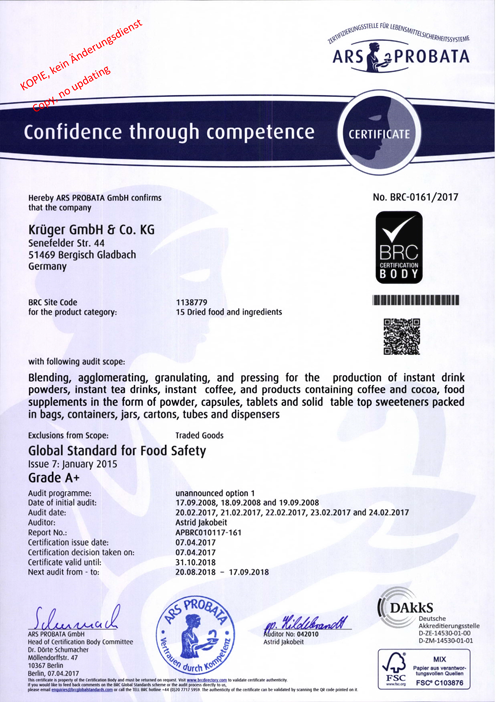 KOPIE, kein Änderungsdienst
Copy, no updating
ZERTIFIZIERUNGSSTELLE FÜR LEBENSMITTELSICHERHEITSSYSTEME
ARS PROBATA
Confidence through competence
CERTIFICATE
Hereby ARS PROBATA GmbH confirms
that the company
No. BRC-0161/2017
Krüger GmbH & Co. KG
Senefelder Str. 44
51469 Bergisch Gladbach
Germany
BRC
CERTIFICATION
BODY
BRC Site Code 1138779
for the product category: 15 Dried food and ingredients
with following audit scope:
Blending, agglomerating, granulating, and pressing for the production of instant drink
powders, instant tea drinks, instant coffee, and products containing coffee and cocoa, food
supplements in the form of powder, capsules, tablets and solid table top sweeteners packed
in bags, containers, jars, cartons, tubes and dispensers
Exclusions from Scope: Traded Goods
Global Standard for Food Safety
Issue 7: January 2015
Grade A+
Audit programme: unannounced option 1
Date of initial audit: 17.09.2008, 18.09.2008 and 19.09.2008
Audit date: 20.02.2017, 21.02.2017, 22.02.2017, 23.02.2017 and 24.02.2017
Auditor: Astrid Jakobeit
Report No.: APBRC010117-161
Certification issue date: 07.04.2017
Certification decision taken on: 07.04.2017
Certificate valid until: 31.10.2018
Next audit from - to: 20.08.2018 - 17.09.2018
ARS PROBATA GmbH
Head of Certification Body Committee
Dr. Dörte Schumacher
Möllendorffstr. 47
10367 Berlin
Berlin, 07.04.2017
ARS PROBATA
Vertrauen durch Kompetenz
pp. Hildebrandt
Auditor No: 042010
Astrid Jakobeit
DAkkS
Deutsche
Akkreditierungsstelle
D-ZE-14530-01-00
D-ZM-14530-01-01
FSC
www.fsc.org
MIX
Papier aus verantwor-
tungsvollen Quellen
FSC® C103876
This certificate is property of the Certification Body and must be returned on request. Visit www.brcdirectory.com to validate certificate authenticity.
If you would like to feed back comments on the BRC Global Standards scheme or the audit process directly to us,
please email enquiries@brcglobalstandards.com or call the TELL BRC hotline +44 (0)20 7717 5959. The authenticity of the certificate can be validated by scanning the QR code printed on it.